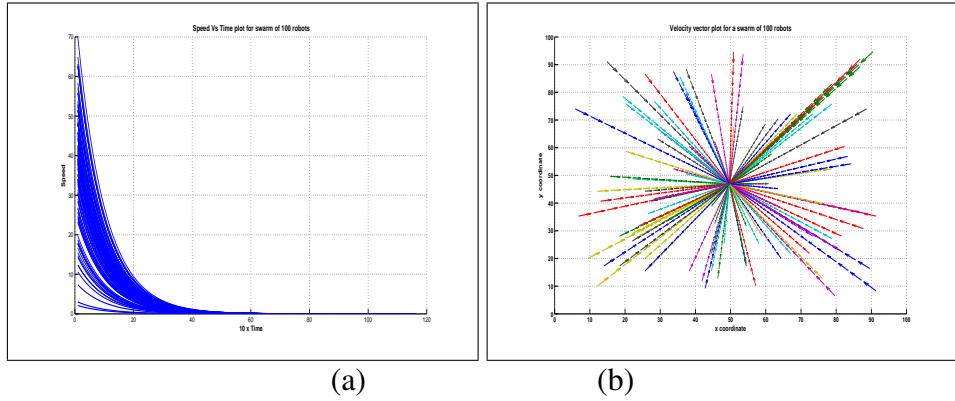 Speed Vs Time plot for swarm of 100 robots
70
60
50
40
30
20
10
0
Speed
0 20 40 60 80 100 120
10 x Time
Velocity vector plot for a swarm of 100 robots
100
90
80
70
60
50
40
30
20
10
0
y coordinate
0 10 20 30 40 50 60 70 80 90 100
x coordinate
(a) (b)